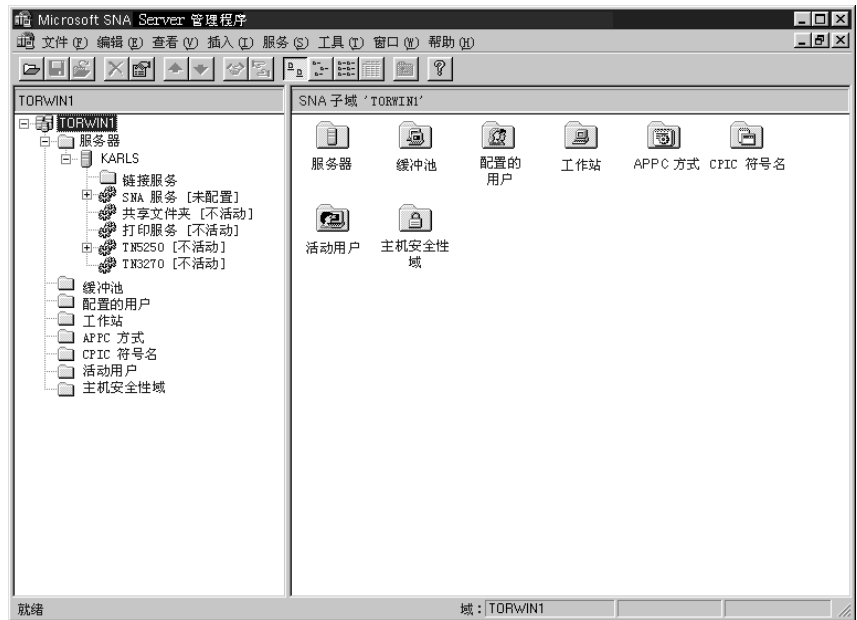 Microsoft SNA Server 管理程序
文件(F) 编辑(E) 查看(V) 插入(I) 服务(S) 工具(T) 窗口(W) 帮助(H)
TORWIN1
SNA 子域 'TORWIN1'
TORWIN1
服务器
KARLS
链接服务
SNA 服务 [未配置]
共享文件夹 [不活动]
打印服务 [不活动]
TN5250 [不活动]
TN3270 [不活动]
缓冲池
配置的用户
工作站
APPC 方式
CPIC 符号名
活动用户
主机安全性域
服务器 缓冲池 配置的 工作站 APPC 方式 CPIC 符号名
用户
活动用户 主机安全性
域
就绪 域: TORWIN1